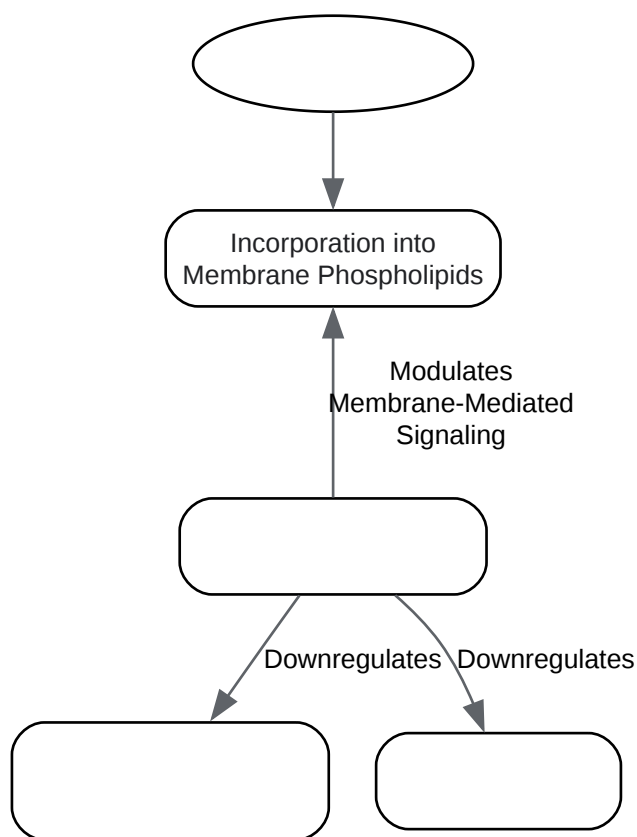 Incorporation into
Membrane Phospholipids
Modulates
Membrane-Mediated
Signaling
Downregulates
Downregulates